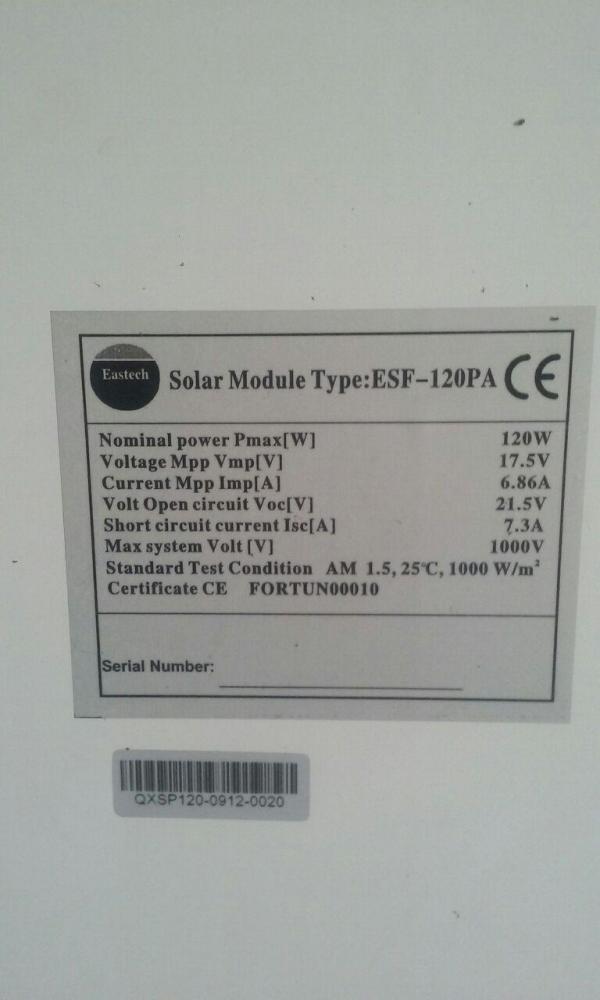 Eastech
Solar Module Type:ESF-120PA CE
Nominal power Pmax[W] 120W
Voltage Mpp Vmp[V] 17.5V
Current Mpp Imp[A] 6.86A
Volt Open circuit Voc[V] 21.5V
Short circuit current Isc[A] 7.3A
Max system Volt [V] 1000V
Standard Test Condition AM 1.5, 25℃, 1000 W/m²
Certificate CE FORTUN00010
Serial Number:
QXSP120-0912-0020